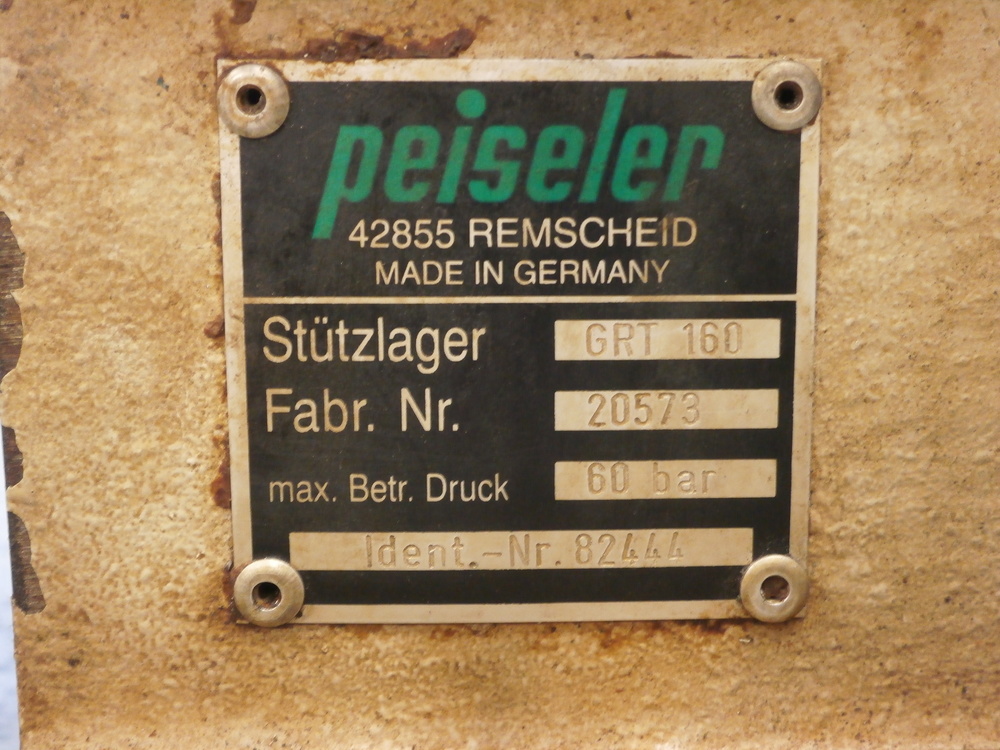 peiseler
42855 REMSCHEID
MADE IN GERMANY
Stützlager GRT 160
Fabr. Nr. 20573
max. Betr. Druck 60 bar
Ident.-Nr. 82444